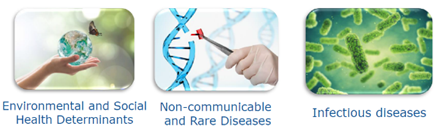 Environmental and Social
Health Determinants
Non-communicable
and Rare Diseases
Infectious diseases